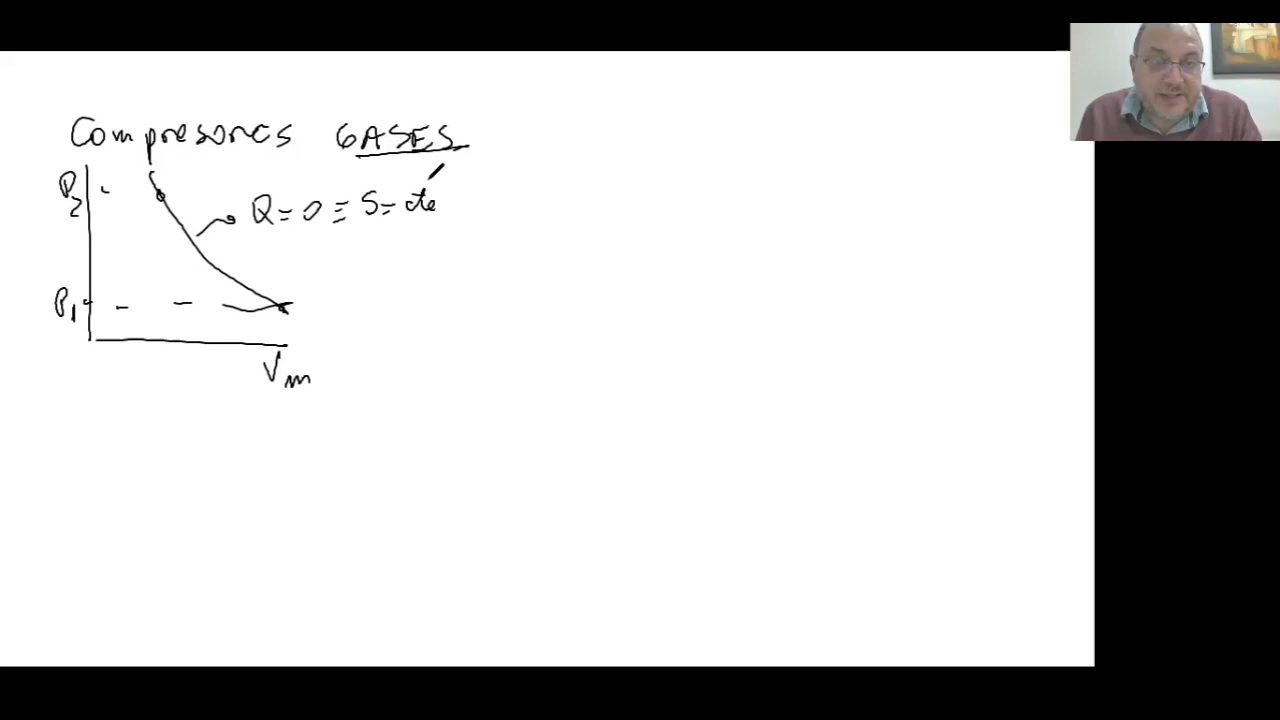 Compresores GASES
P2
Q = 0 ≡ S = cte
P1
Vm